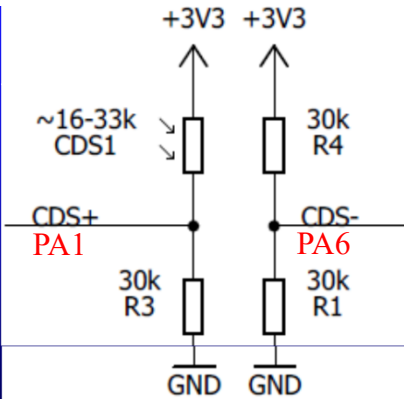 +3V3 +3V3
~16-33k
CDS1
30k
R4
CDS+
PA1
CDS-
PA6
30k
R3
30k
R1
GND GND